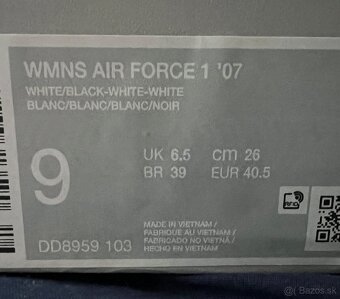 WMNS AIR FORCE 1 '07
WHITE/BLACK-WHITE-WHITE
BLANC/BLANC/BLANC/NOIR
9
UK 6.5 cm 26
BR 39 EUR 40.5
MADE IN VIETNAM /
FABRIQUE AU VIETNAM /
FABRICADO NO VIETNÃ /
HECHO EN VIETNAM
DD8959 103
@Bazar.sk